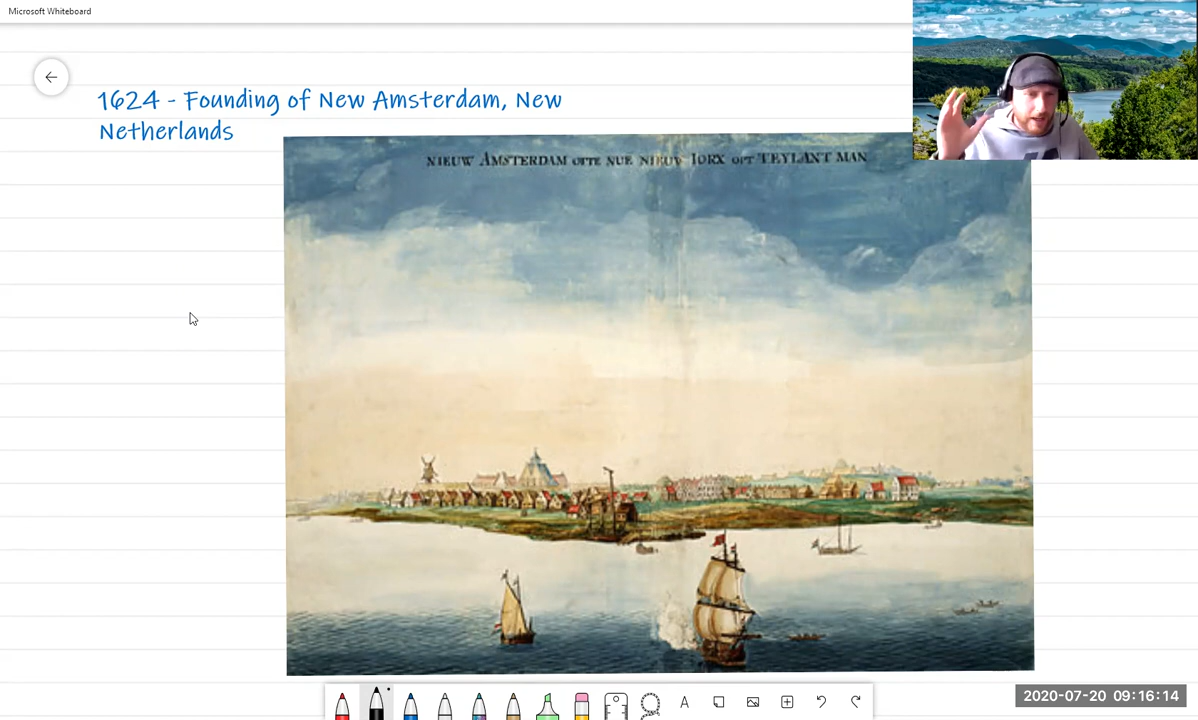 Microsoft Whiteboard
1624 - Founding of New Amsterdam, New
Netherlands
NIEUW AMSTERDAM OFTE NUE NIEUW IORX OPT TEYLANT MAN
A
2020-07-20 09:16:14